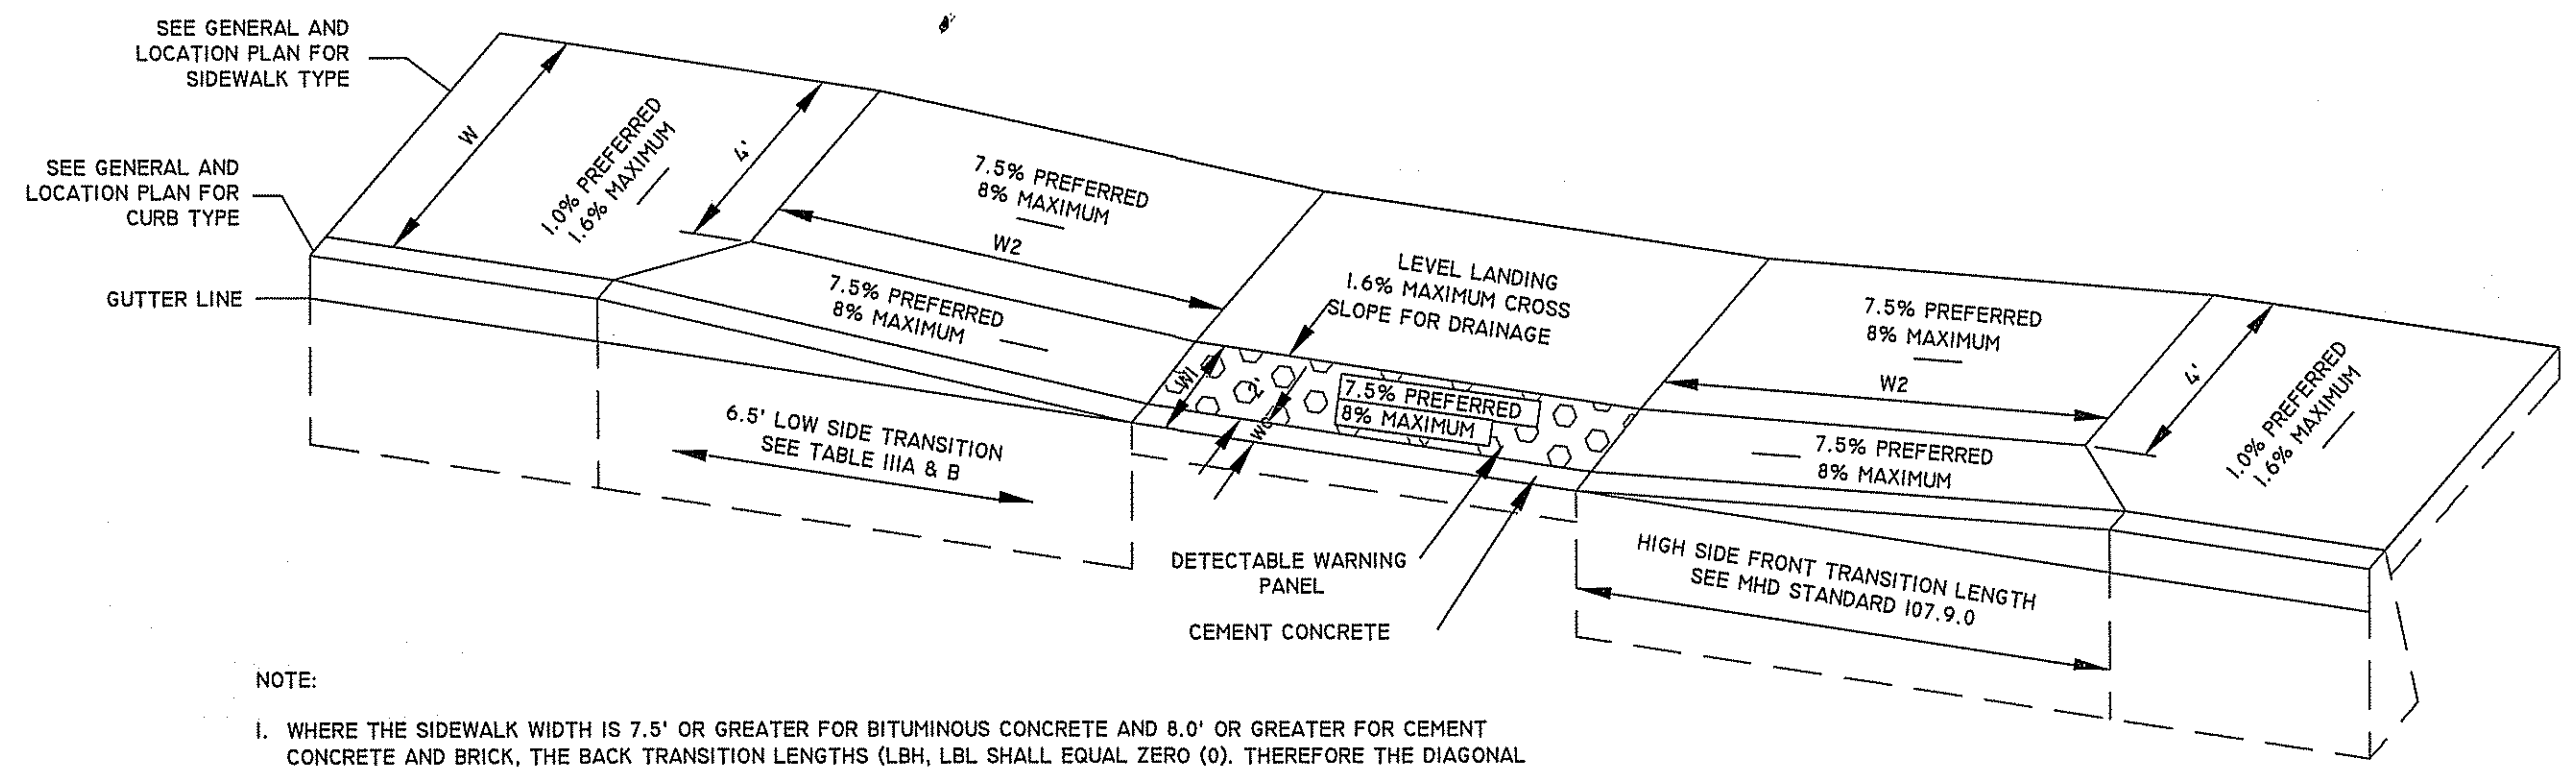 SEE GENERAL AND
LOCATION PLAN FOR
SIDEWALK TYPE
SEE GENERAL AND
LOCATION PLAN FOR
CURB TYPE
GUTTER LINE
W
1.0% PREFERRED
1.6% MAXIMUM
4'
7.5% PREFERRED
8% MAXIMUM
W2
7.5% PREFERRED
8% MAXIMUM
LEVEL LANDING
1.6% MAXIMUM CROSS
SLOPE FOR DRAINAGE
7.5% PREFERRED
8% MAXIMUM
W2
4'
1.0% PREFERRED
1.6% MAXIMUM
W1
2'
WC
7.5% PREFERRED
8% MAXIMUM
7.5% PREFERRED
8% MAXIMUM
6.5' LOW SIDE TRANSITION
SEE TABLE IIIA & B
DETECTABLE WARNING
PANEL
CEMENT CONCRETE
HIGH SIDE FRONT TRANSITION LENGTH
SEE MHD STANDARD 107.9.0
NOTE:
1. WHERE THE SIDEWALK WIDTH IS 7.5' OR GREATER FOR BITUMINOUS CONCRETE AND 8.0' OR GREATER FOR CEMENT
CONCRETE AND BRICK, THE BACK TRANSITION LENGTHS (LBH, LBL SHALL EQUAL ZERO (0). THEREFORE THE DIAGONAL